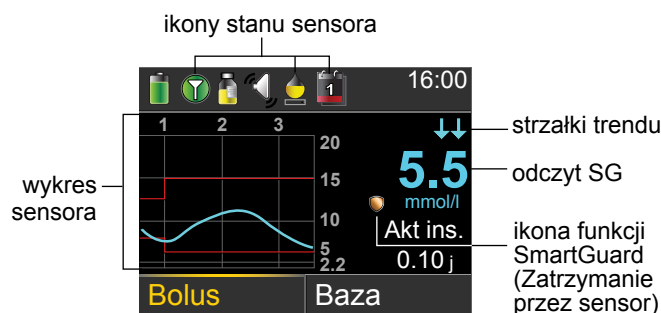 ikony stanu sensora
1
16:00
1 2 3
20
15
10
5
2.2
5.5
mmol/l
Akt ins.
0.10 j
Bolus
Baza
wykres
sensora
strzałki trendu
odczyt SG
ikona funkcji
SmartGuard
(Zatrzymanie
przez sensor)